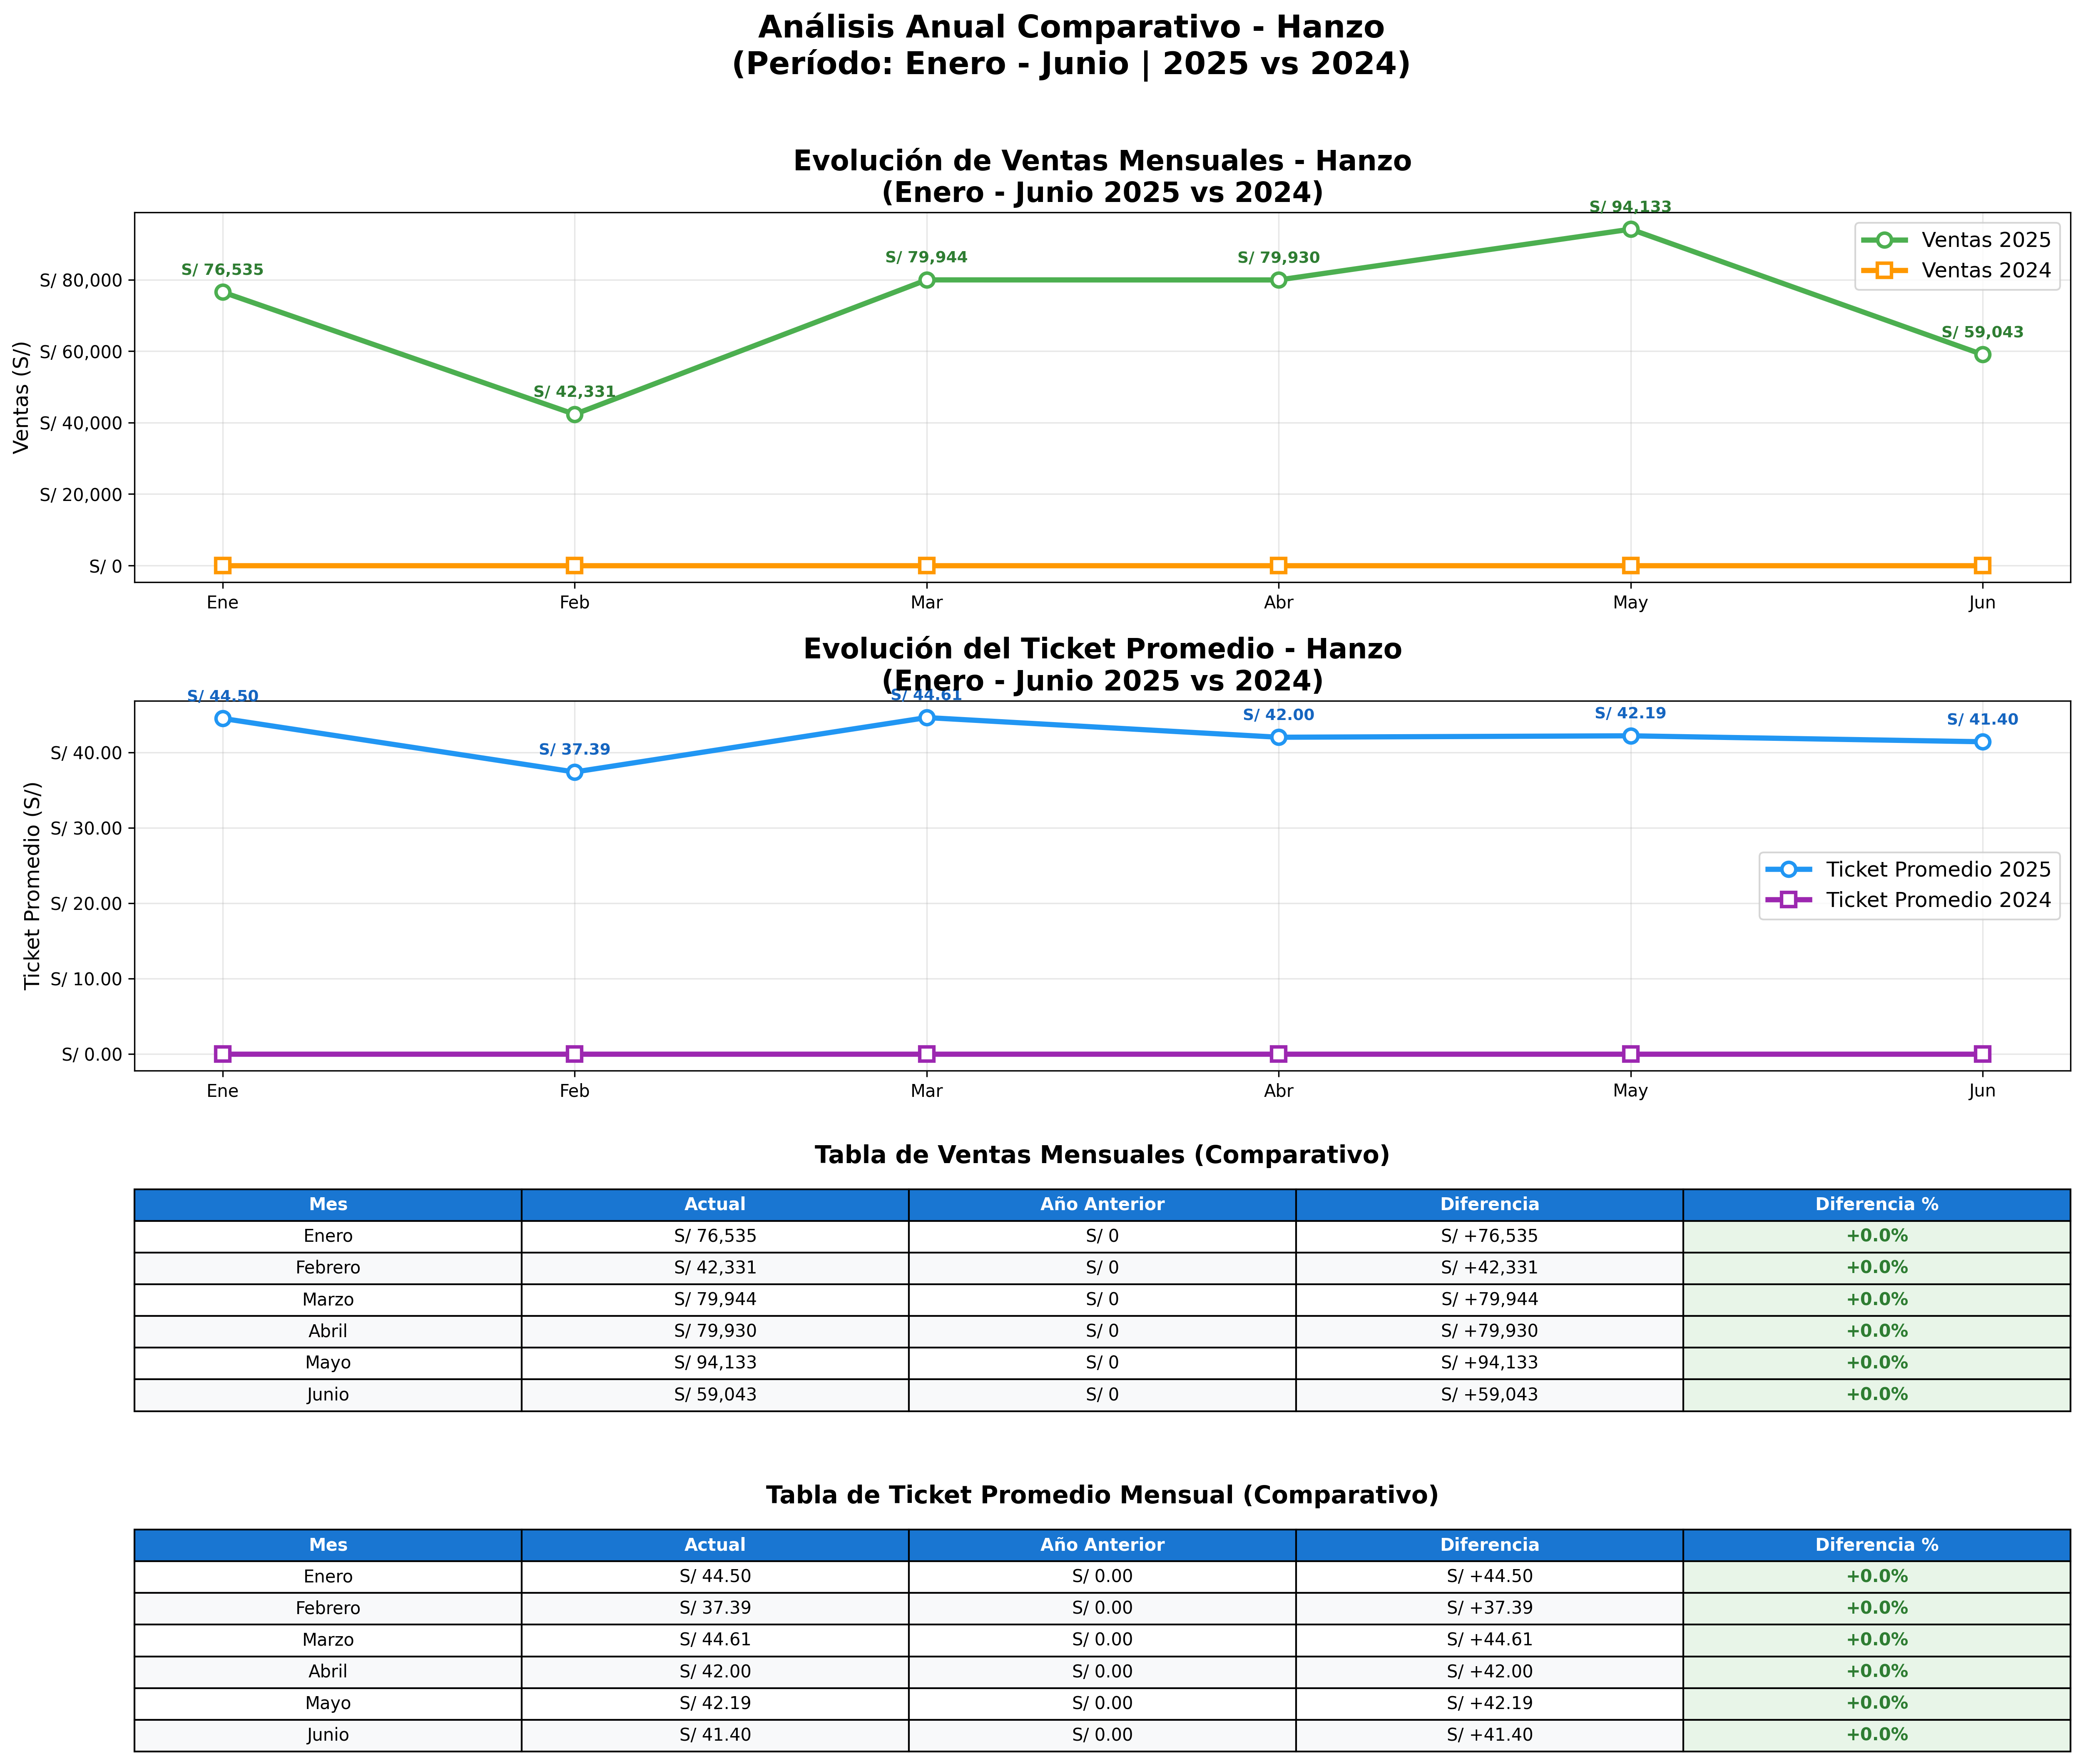 Análisis Anual Comparativo - Hanzo
(Período: Enero - Junio | 2025 vs 2024)
Evolución de Ventas Mensuales - Hanzo
(Enero - Junio 2025 vs 2024)
Ventas (S/)
S/ 80,000
S/ 60,000
S/ 40,000
S/ 20,000
S/ 0
S/ 76,535
S/ 42,331
S/ 79,944
S/ 79,930
S/ 94,133
S/ 59,043
Ventas 2025
Ventas 2024
Ene Feb Mar Abr May Jun
Evolución del Ticket Promedio - Hanzo
(Enero - Junio 2025 vs 2024)
Ticket Promedio (S/)
S/ 40.00
S/ 30.00
S/ 20.00
S/ 10.00
S/ 0.00
S/ 44.50
S/ 37.39
S/ 44.61
S/ 42.00
S/ 42.19
S/ 41.40
Ticket Promedio 2025
Ticket Promedio 2024
Ene Feb Mar Abr May Jun
Tabla de Ventas Mensuales (Comparativo)
Mes Actual Año Anterior Diferencia Diferencia %
Enero S/ 76,535 S/ 0 S/ +76,535 +0.0%
Febrero S/ 42,331 S/ 0 S/ +42,331 +0.0%
Marzo S/ 79,944 S/ 0 S/ +79,944 +0.0%
Abril S/ 79,930 S/ 0 S/ +79,930 +0.0%
Mayo S/ 94,133 S/ 0 S/ +94,133 +0.0%
Junio S/ 59,043 S/ 0 S/ +59,043 +0.0%
Tabla de Ticket Promedio Mensual (Comparativo)
Mes Actual Año Anterior Diferencia Diferencia %
Enero S/ 44.50 S/ 0.00 S/ +44.50 +0.0%
Febrero S/ 37.39 S/ 0.00 S/ +37.39 +0.0%
Marzo S/ 44.61 S/ 0.00 S/ +44.61 +0.0%
Abril S/ 42.00 S/ 0.00 S/ +42.00 +0.0%
Mayo S/ 42.19 S/ 0.00 S/ +42.19 +0.0%
Junio S/ 41.40 S/ 0.00 S/ +41.40 +0.0%